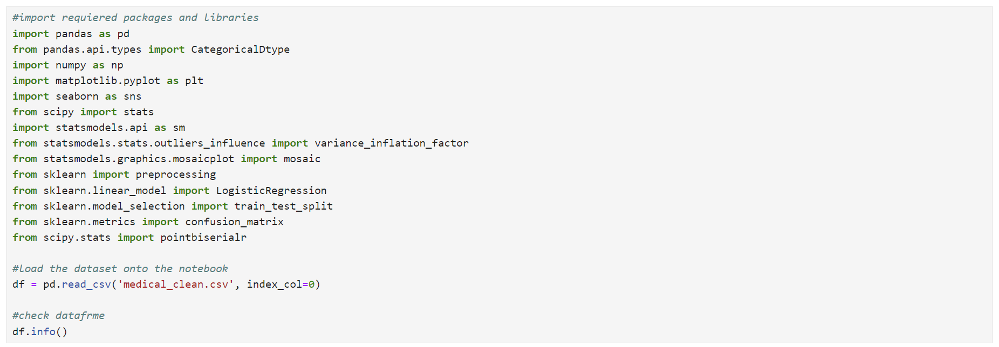 #import requiered packages and libraries
import pandas as pd
from pandas.api.types import CategoricalDtype
import numpy as np
import matplotlib.pyplot as plt
import seaborn as sns
from scipy import stats
import statsmodels.api as sm
from statsmodels.stats.outliers_influence import variance_inflation_factor
from statsmodels.graphics.mosaicplot import mosaic
from sklearn import preprocessing
from sklearn.linear_model import LogisticRegression
from sklearn.model_selection import train_test_split
from sklearn.metrics import confusion_matrix
from scipy.stats import pointbiserialr
#load the dataset onto the notebook
df = pd.read_csv('medical_clean.csv', index_col=0)
#check datafrme
df.info()